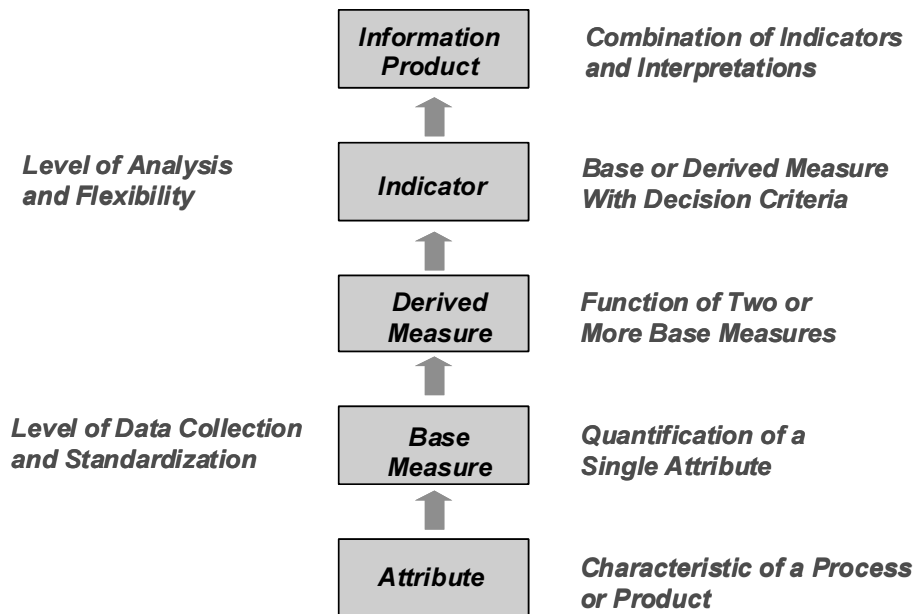 Information
Product
Combination of Indicators
and Interpretations
Level of Analysis
and Flexibility
Indicator
Base or Derived Measure
With Decision Criteria
Derived
Measure
Function of Two or
More Base Measures
Level of Data Collection
and Standardization
Base
Measure
Quantification of a
Single Attribute
Attribute
Characteristic of a Process
or Product